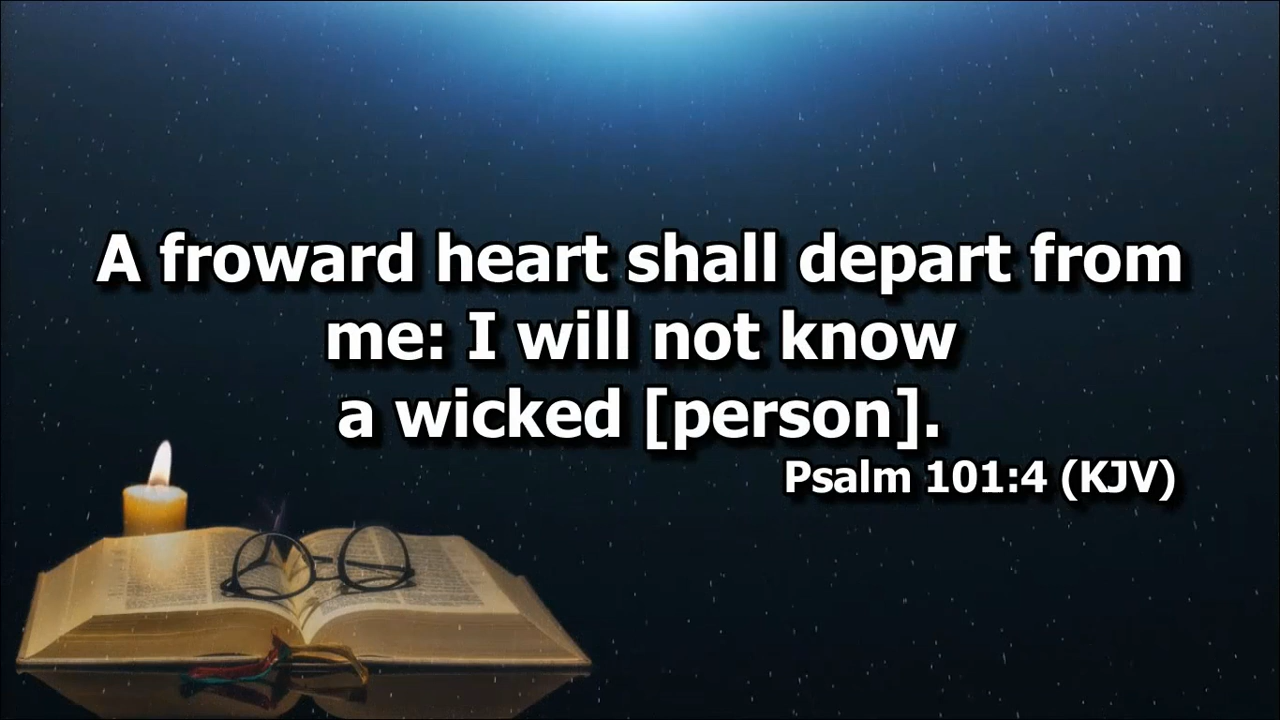 A froward heart shall depart from
me: I will not know
a wicked [person].
Psalm 101:4 (KJV)